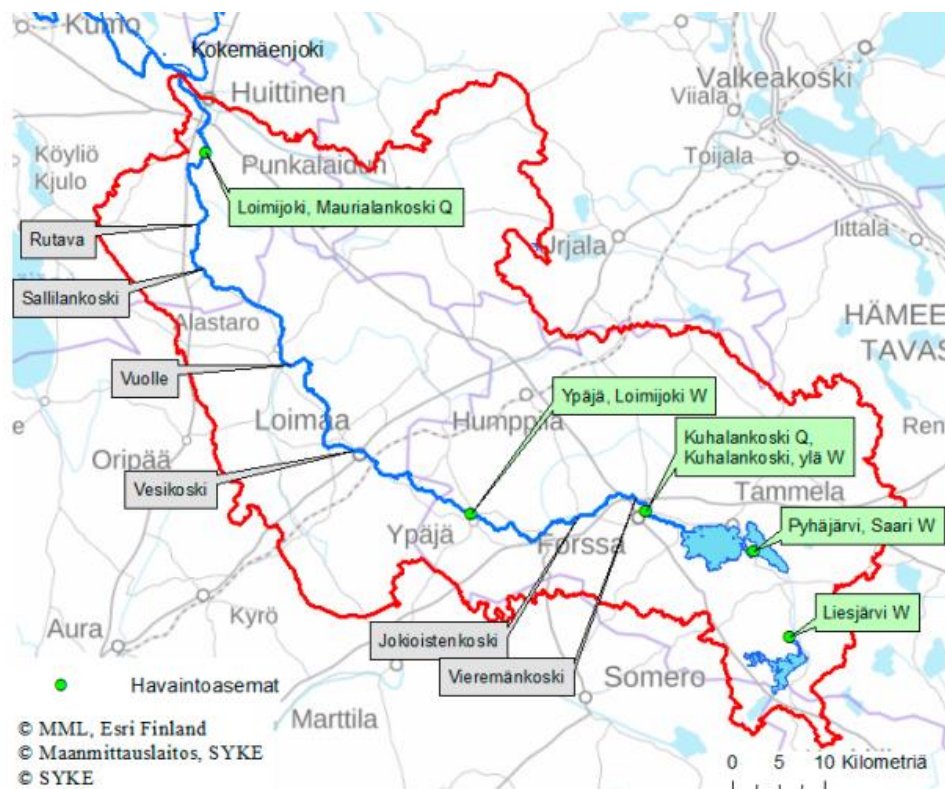 Kumo
Kokemäenjoki
Huittinen
Valkeakoski
Viiala
Köyliö
Kjulo
Punkalaidun
Toijala
Loimijoki, Maurialankoski Q
Rutava
Urjala
Iittala
Sallilankoski
Alastaro
HÄMEE
TAVAS
Vuolle
Ypäjä, Loimijoki W
Loimaa
Humppila
Kuhalankoski Q,
Kuhalankoski, ylä W
Ren
e
Oripää
Vesikoski
Tammela
Ypäjä
Forssa
Pyhäjärvi, Saari W
Kyrö
Liesjärvi W
Aura
Jokioistenkoski
Vieremänkoski
Somero
Havaintoasemat
Marttila
© MML, Esri Finland
© Maanmittauslaitos, SYKE
© SYKE
0 5 10 Kilometriä